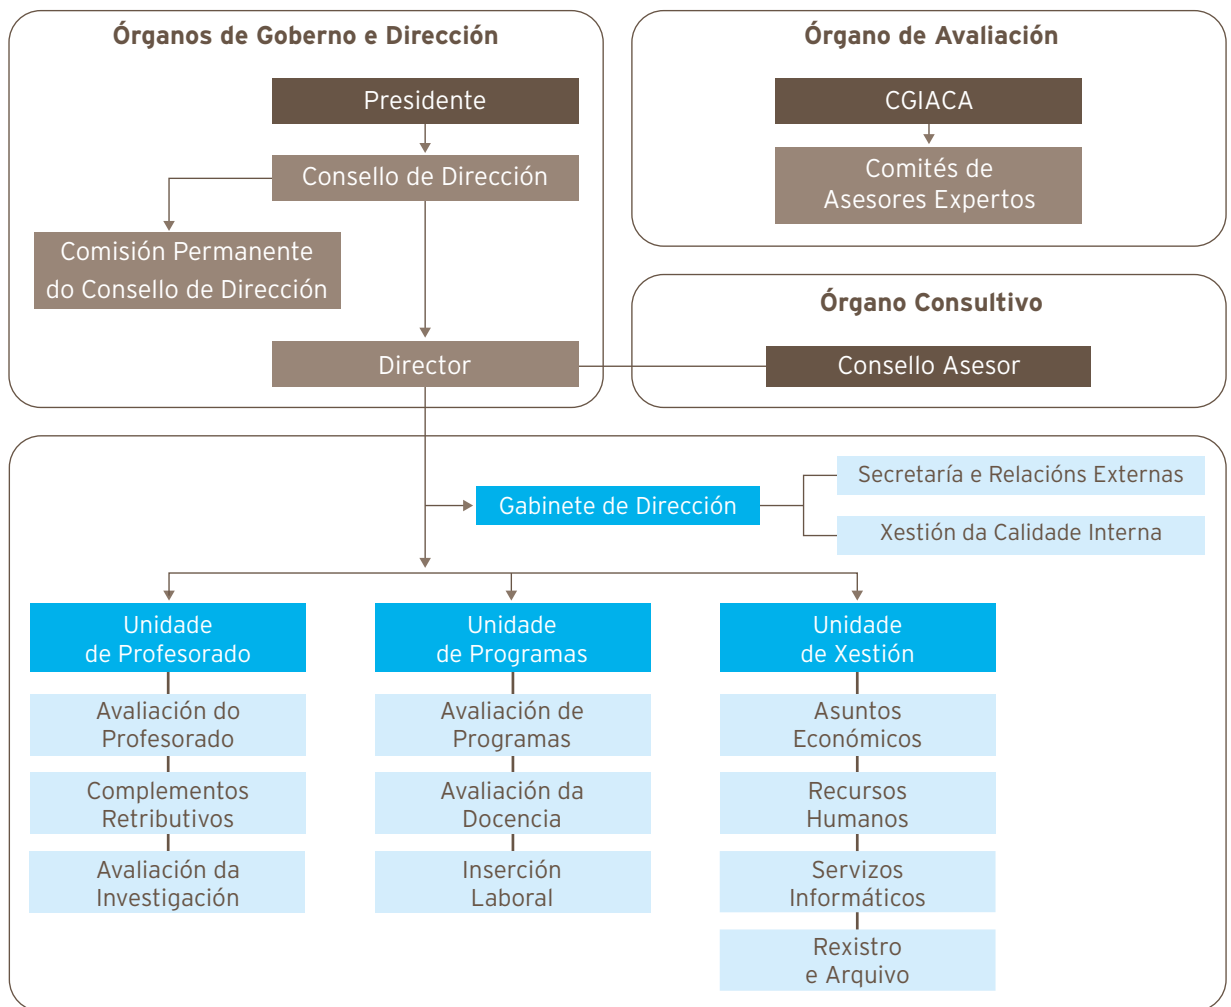 Órganos de Goberno e Dirección
Presidente
Consello de Dirección
Comisión Permanente
do Consello de Dirección
Director
Órgano de Avaliación
CGIACA
Comités de
Asesores Expertos
Órgano Consultivo
Consello Asesor
Gabinete de Dirección
Secretaría e Relacións Externas
Xestión da Calidade Interna
Unidade
de Profesorado
Avaliación do
Profesorado
Complementos
Retributivos
Avaliación da
Investigación
Unidade
de Programas
Avaliación de
Programas
Avaliación da
Docencia
Inserción
Laboral
Unidade
de Xestión
Asuntos
Económicos
Recursos
Humanos
Servizos
Informáticos
Rexistro
e Arquivo